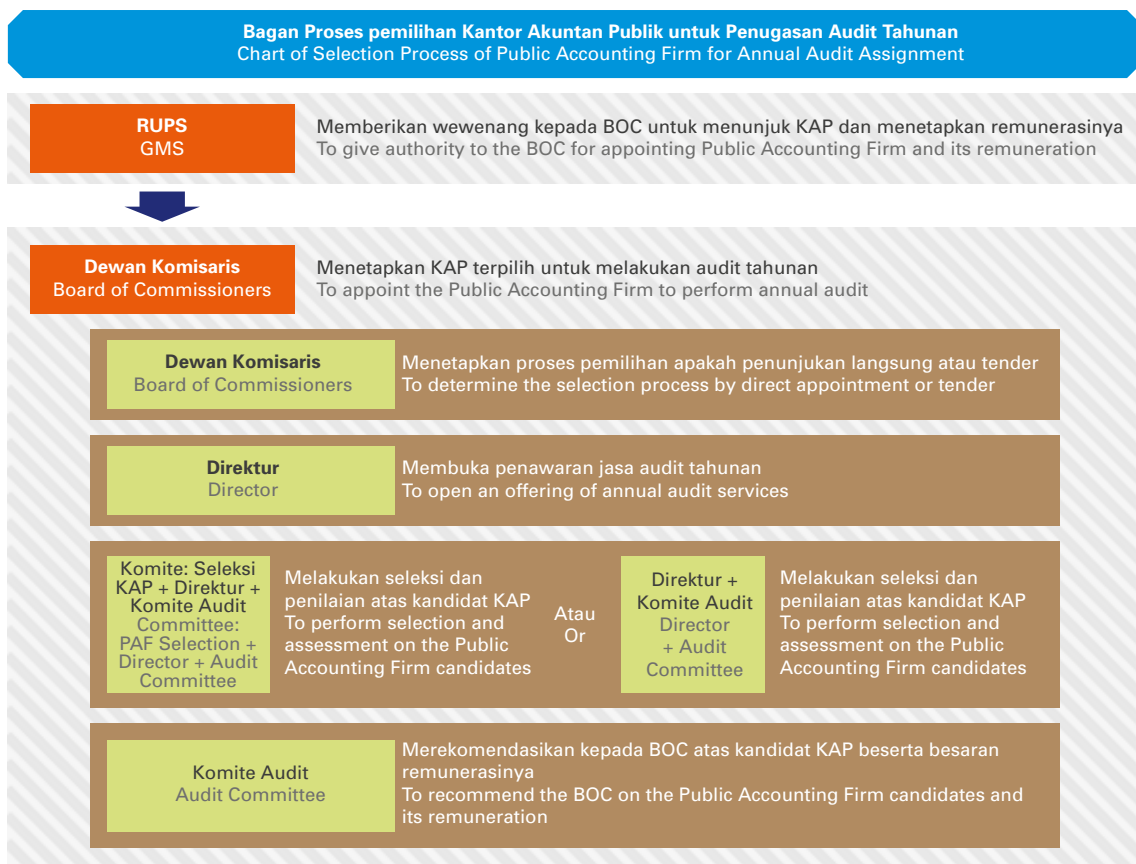 Bagan Proses pemilihan Kantor Akuntan Publik untuk Penugasan Audit Tahunan
Chart of Selection Process of Public Accounting Firm for Annual Audit Assignment
RUPS
GMS
Memberikan wewenang kepada BOC untuk menunjuk KAP dan menetapkan remunerasinya
To give authority to the BOC for appointing Public Accounting Firm and its remuneration
Dewan Komisaris
Board of Commissioners
Menetapkan KAP terpilih untuk melakukan audit tahunan
To appoint the Public Accounting Firm to perform annual audit
Dewan Komisaris
Board of Commissioners
Menetapkan proses pemilihan apakah penunjukan langsung atau tender
To determine the selection process by direct appointment or tender
Direktur
Director
Membuka penawaran jasa audit tahunan
To open an offering of annual audit services
Komite: Seleksi
KAP + Direktur +
Komite Audit
Committee:
PAF Selection +
Director + Audit
Committee
Melakukan seleksi dan
penilaian atas kandidat KAP
To perform selection and
assessment on the Public
Accounting Firm candidates
Atau
Or
Direktur +
Komite Audit
Director
+ Audit
Committee
Melakukan seleksi dan
penilaian atas kandidat KAP
To perform selection and
assessment on the Public
Accounting Firm candidates
Komite Audit
Audit Committee
Merekomendasikan kepada BOC atas kandidat KAP beserta besaran
remunerasinya
To recommend the BOC on the Public Accounting Firm candidates and
its remuneration